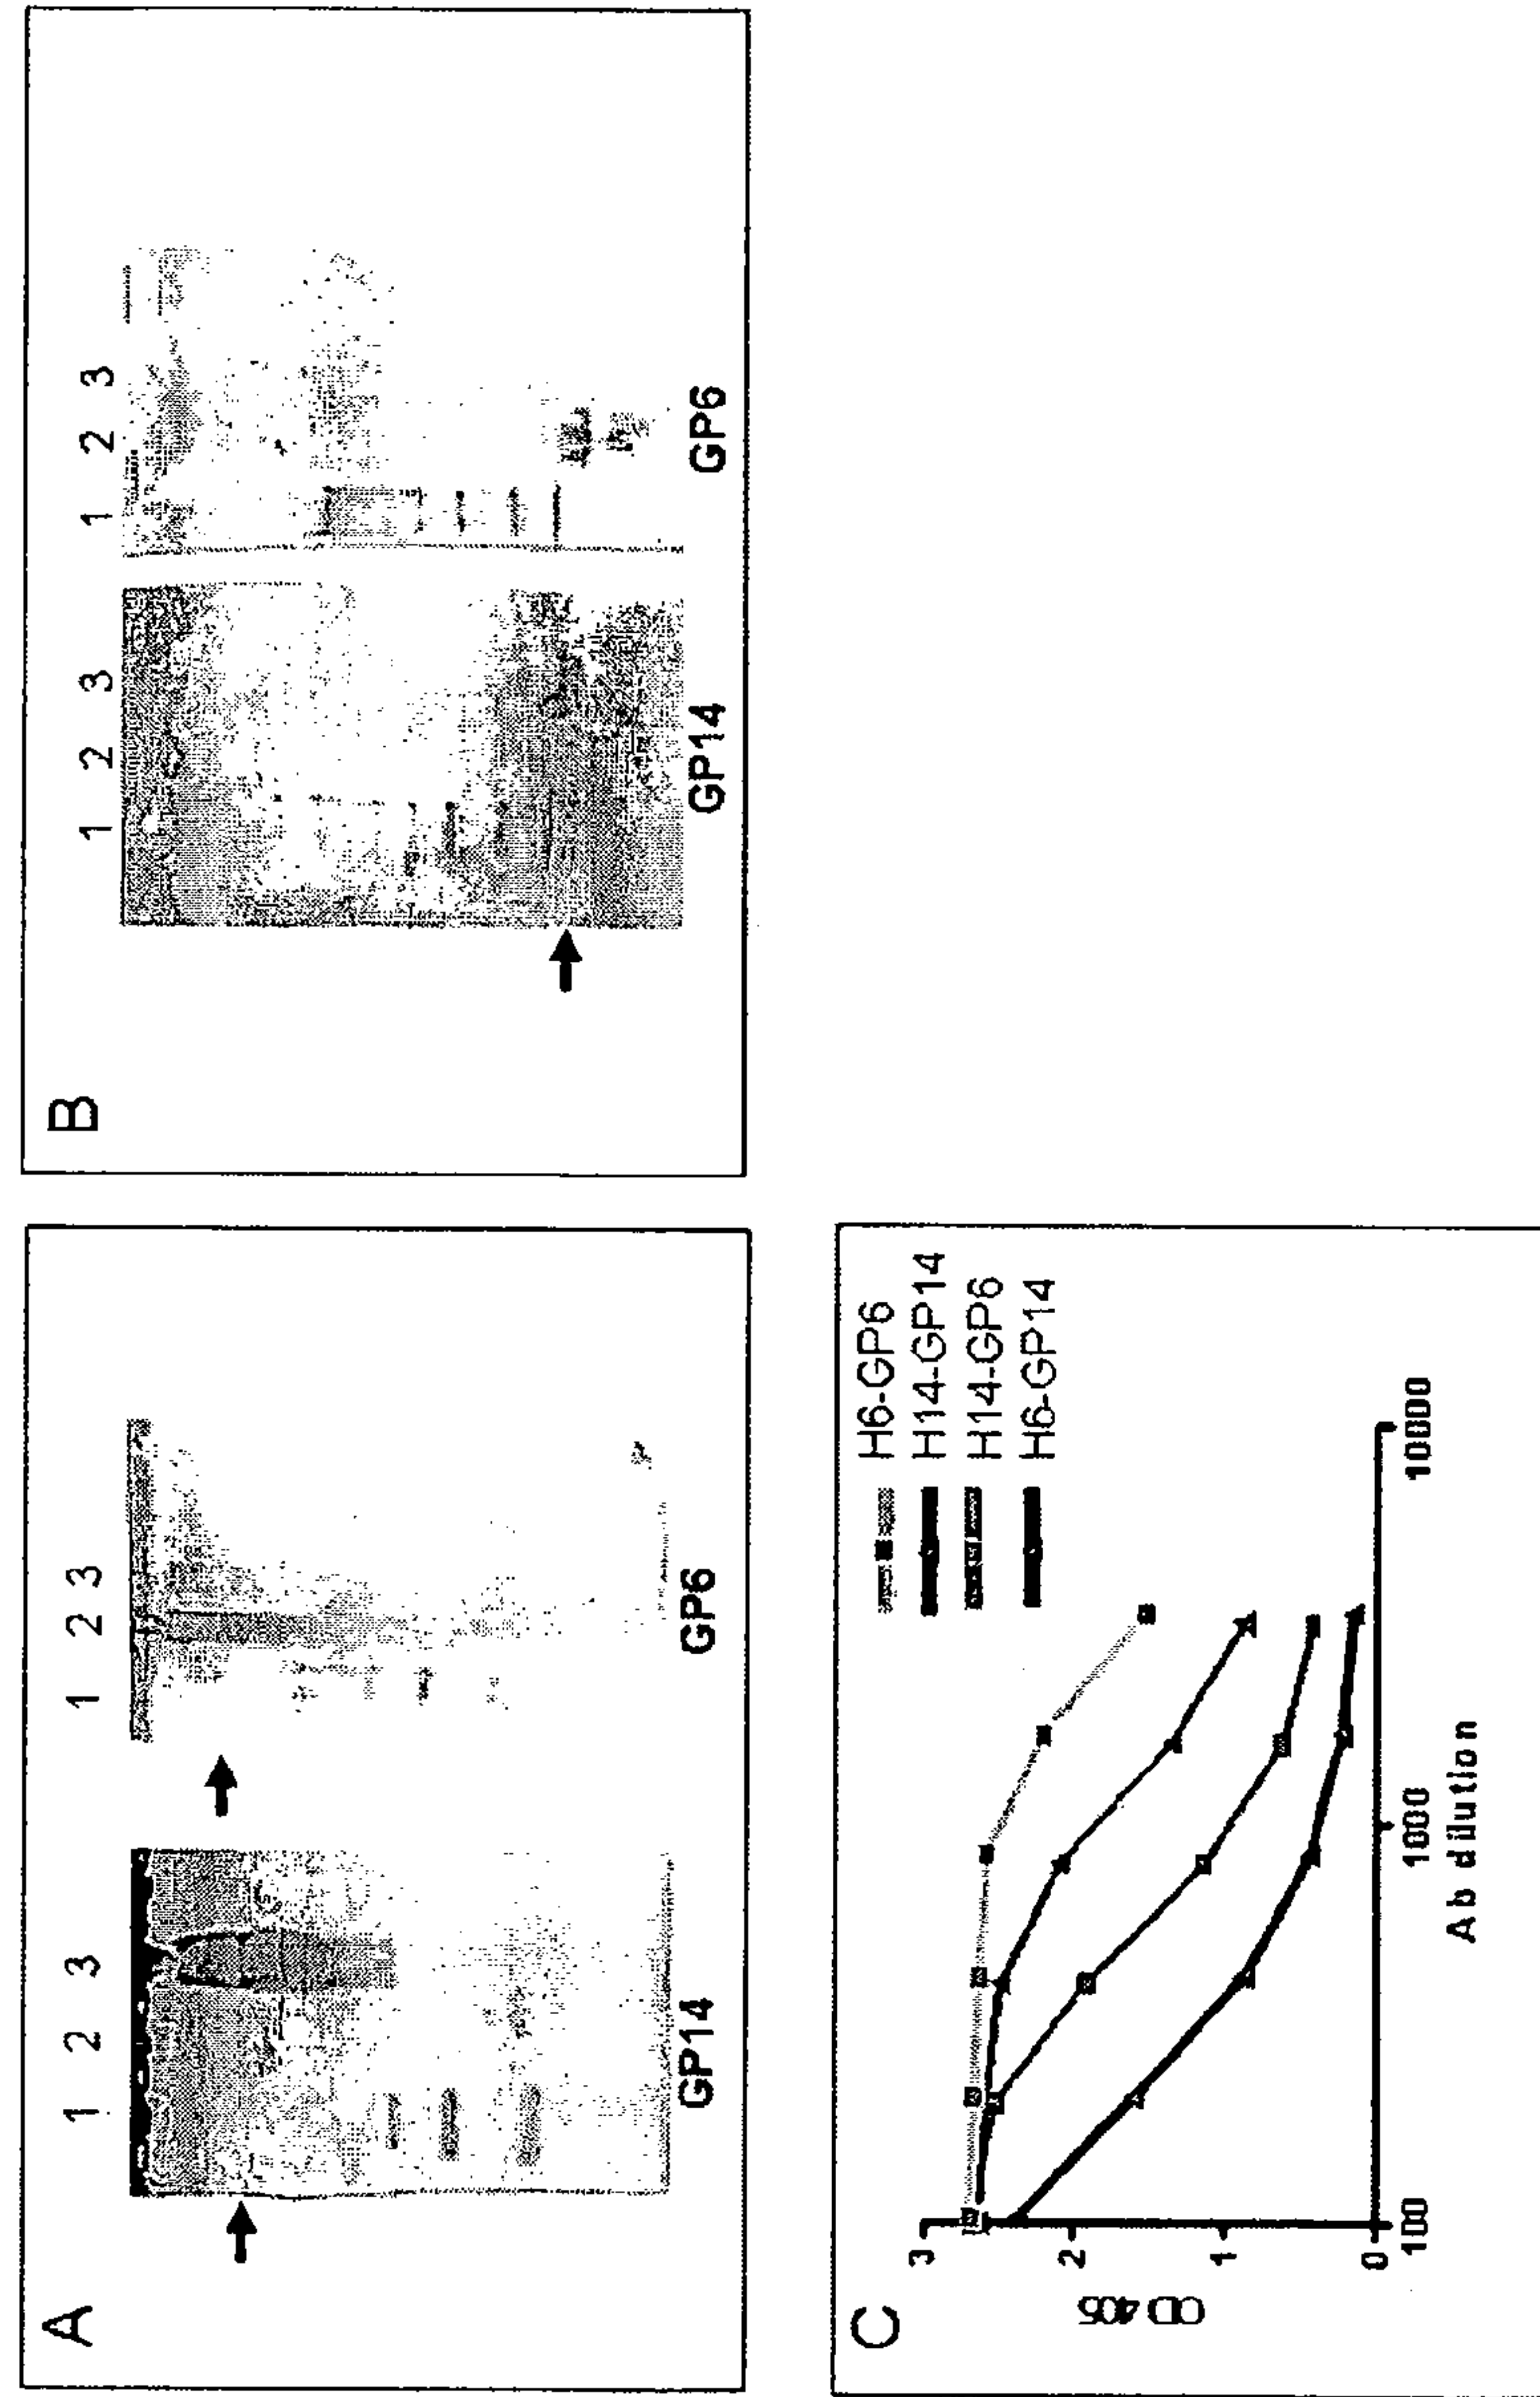 A
1 2 3
GP14
1 2 3
GP6
B
1 2 3
GP14
1 2 3
GP6
C
OD 405
3
2
1
0
100
1000
10000
Ab dilution
H6-GP6
H14-GP14
H14-GP6
H6-GP14